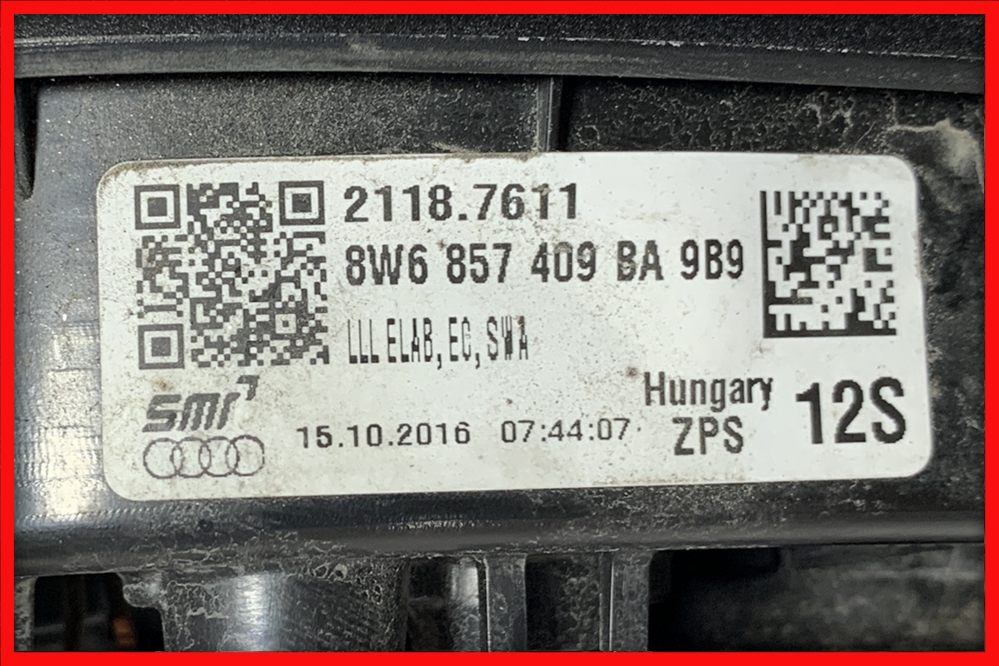 2118.7611
8W6 857 409 BA 9B9
LLL ELAB, EC, SWA
smr
15.10.2016 07:44:07
Hungary
ZPS
12S